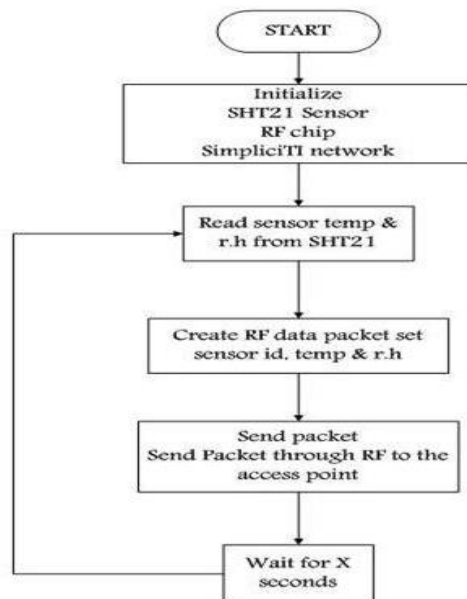 START
Initialize
SHT21 Sensor
RF chip
SimpliciTI network
Read sensor temp &
r.h from SHT21
Create RF data packet set
sensor id, temp & r.h
Send packet
Send Packet through RF to the
access point
Wait for X
seconds